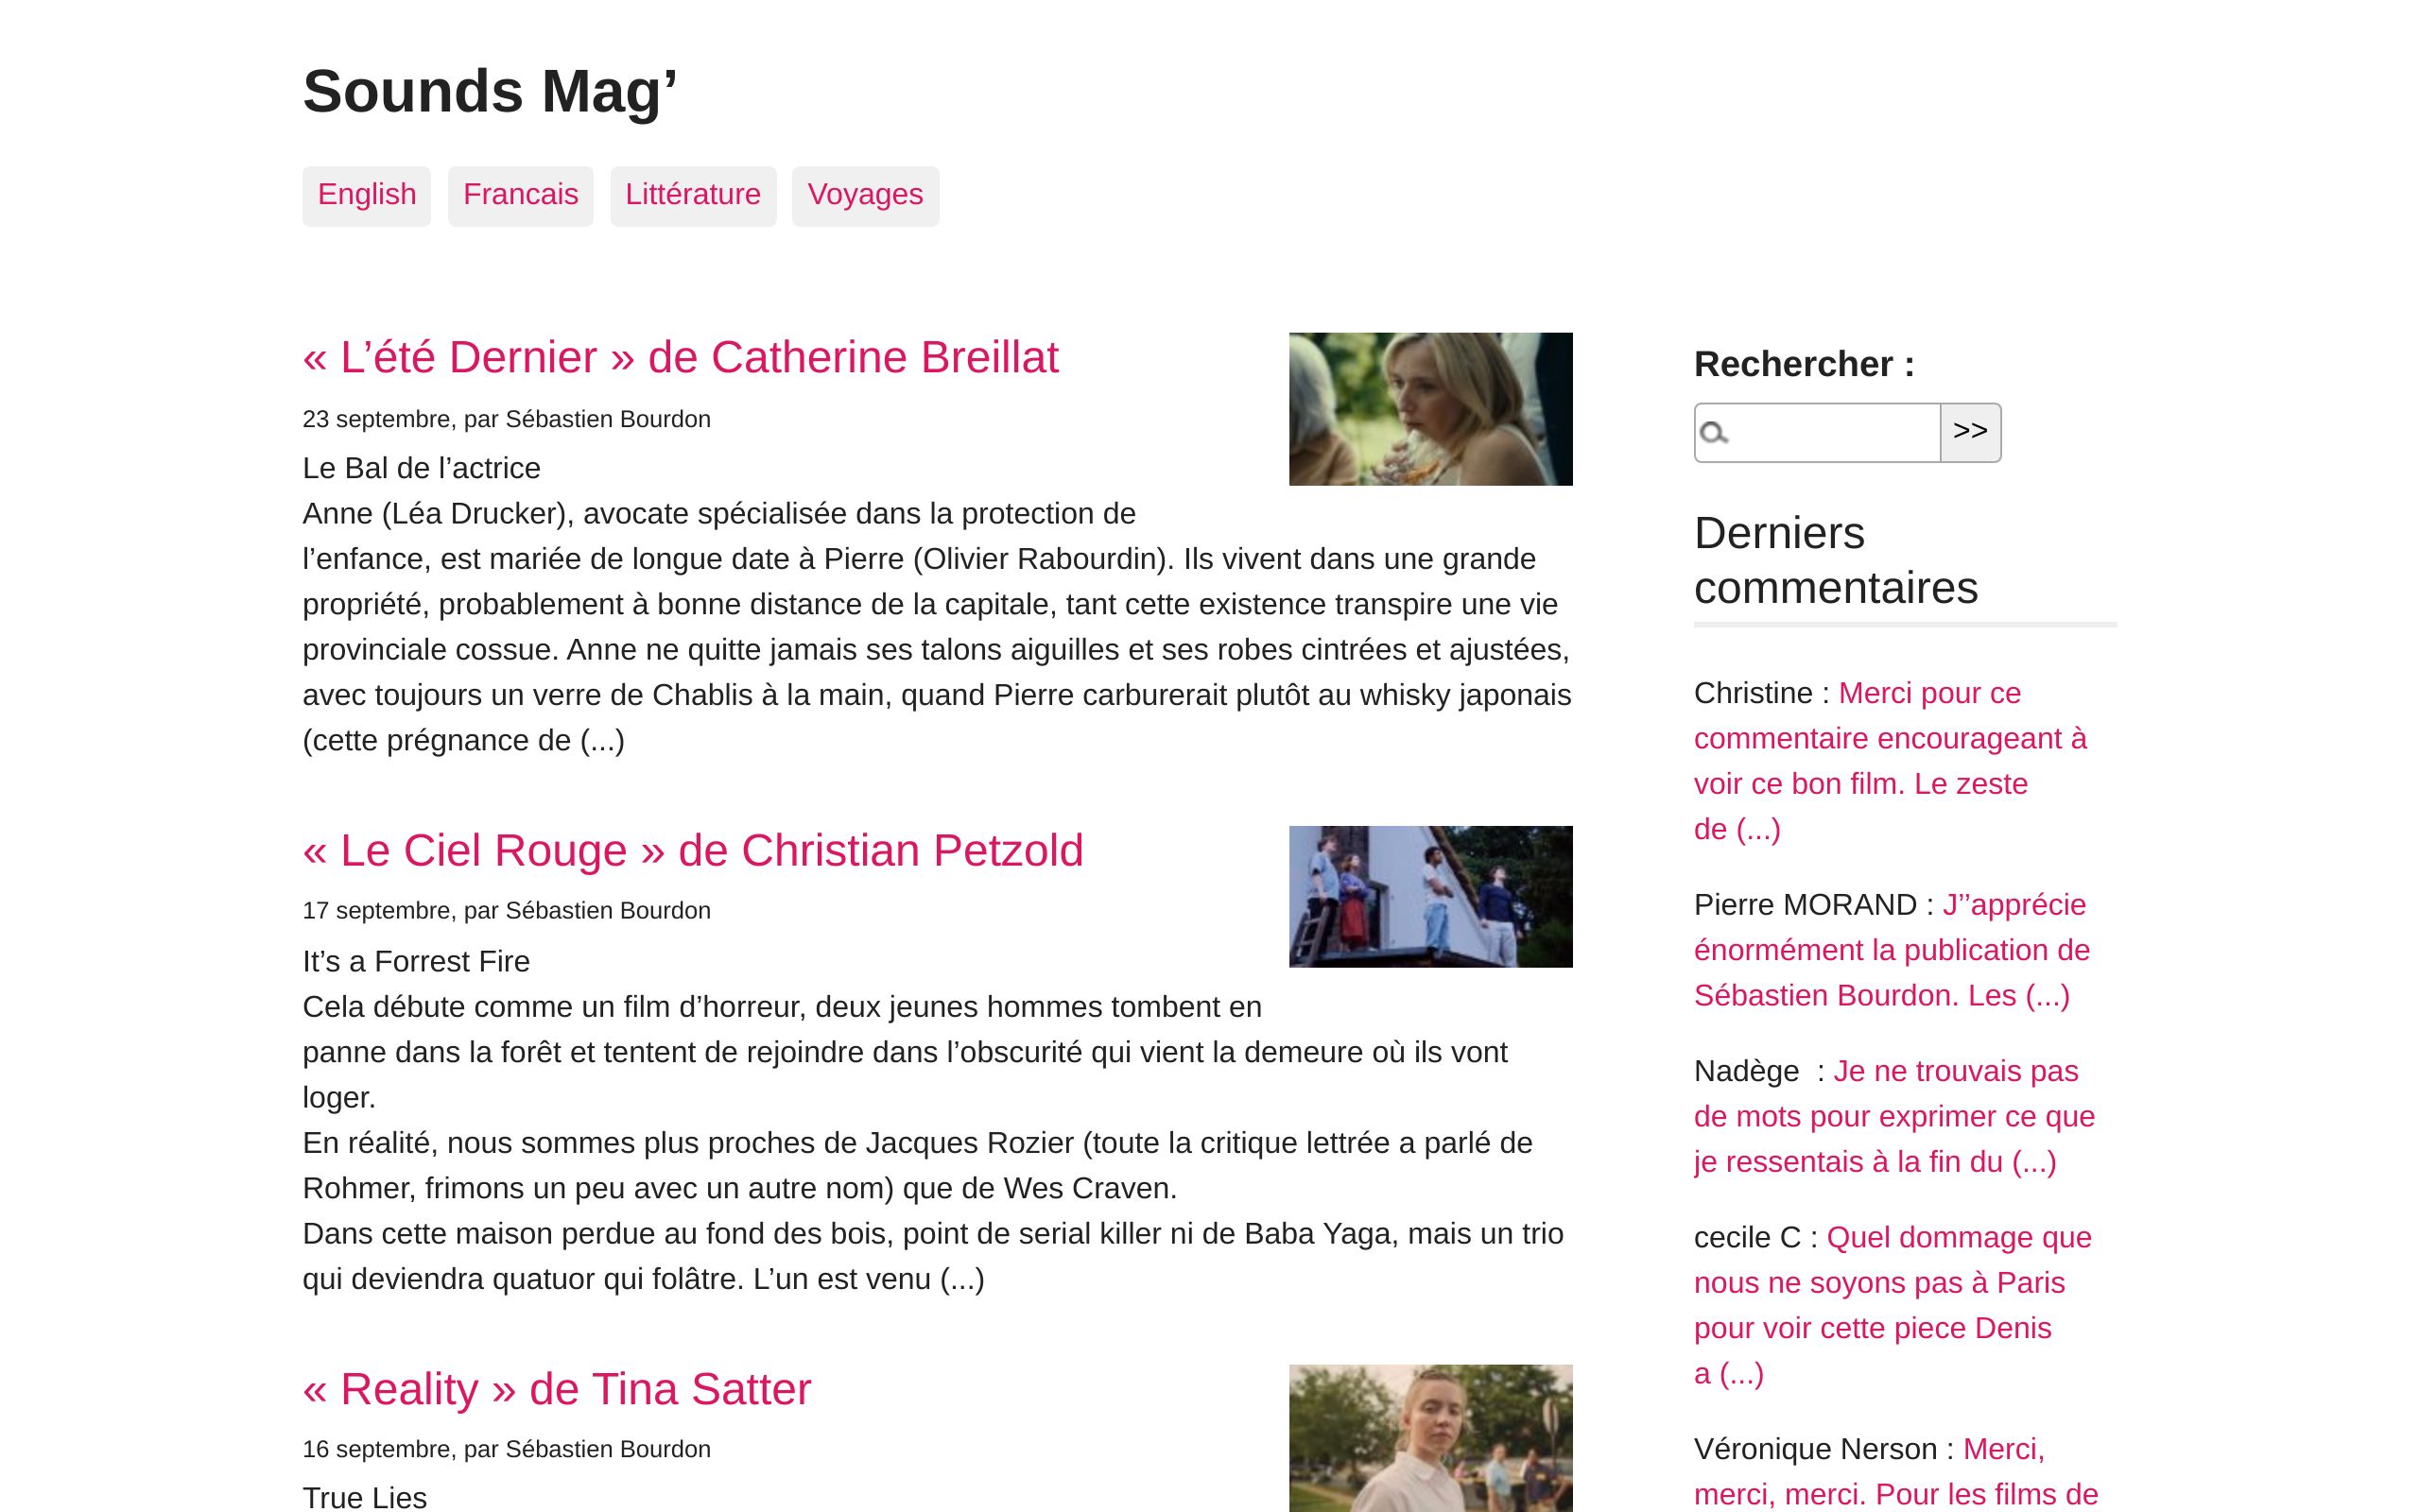 Sounds Mag’
English
Francais
Littérature
Voyages
« L’été Dernier » de Catherine Breillat
23 septembre, par Sébastien Bourdon
Le Bal de l’actrice
Anne (Léa Drucker), avocate spécialisée dans la protection de
l’enfance, est mariée de longue date à Pierre (Olivier Rabourdin). Ils vivent dans une grande
propriété, probablement à bonne distance de la capitale, tant cette existence transpire une vie
provinciale cossue. Anne ne quitte jamais ses talons aiguilles et ses robes cintrées et ajustées,
avec toujours un verre de Chablis à la main, quand Pierre carburerait plutôt au whisky japonais
(cette prégnance de (...)
« Le Ciel Rouge » de Christian Petzold
17 septembre, par Sébastien Bourdon
It’s a Forrest Fire
Cela débute comme un film d’horreur, deux jeunes hommes tombent en
panne dans la forêt et tentent de rejoindre dans l’obscurité qui vient la demeure où ils vont
loger.
En réalité, nous sommes plus proches de Jacques Rozier (toute la critique lettrée a parlé de
Rohmer, frimons un peu avec un autre nom) que de Wes Craven.
Dans cette maison perdue au fond des bois, point de serial killer ni de Baba Yaga, mais un trio
qui deviendra quatuor qui folâtre. L’un est venu (...)
« Reality » de Tina Satter
16 septembre, par Sébastien Bourdon
True Lies
Rechercher :
>>
Derniers
commentaires
Christine : Merci pour ce
commentaire encourageant à
voir ce bon film. Le zeste
de (...)
Pierre MORAND : J’’apprécie
énormément la publication de
Sébastien Bourdon. Les (...)
Nadège  : Je ne trouvais pas
de mots pour exprimer ce que
je ressentais à la fin du (...)
cecile C : Quel dommage que
nous ne soyons pas à Paris
pour voir cette piece Denis
a (...)
Véronique Nerson : Merci,
merci, merci. Pour les films de